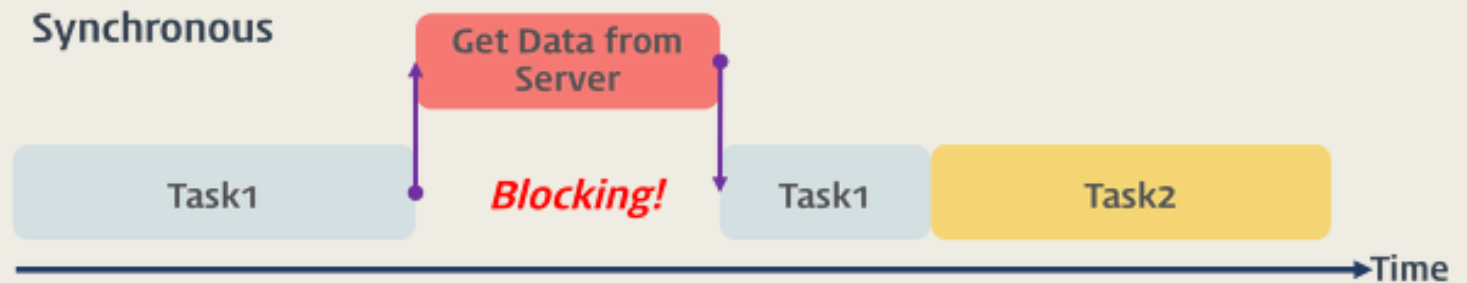 Synchronous
Get Data from
Server
Task1
Blocking!
Task1
Task2
Time